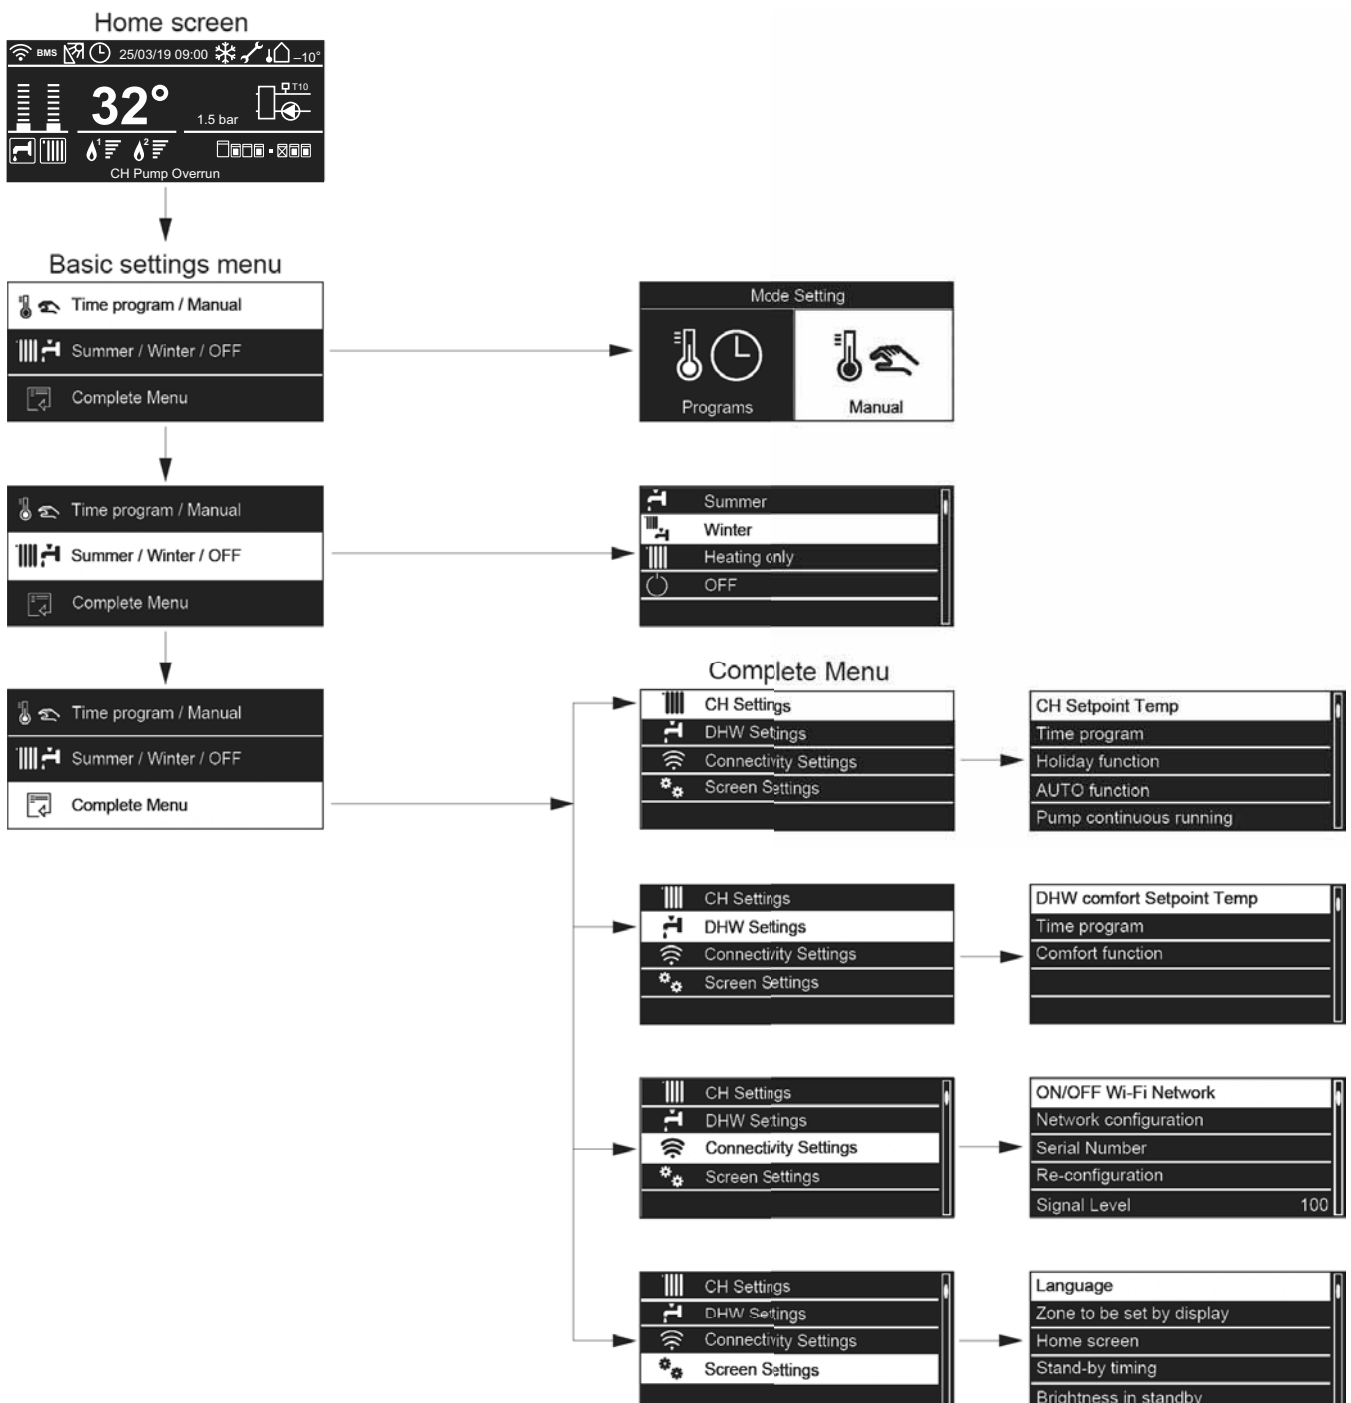 Home screen
BMS 25/03/19 09:00 -10°
T10
32°
1.5 bar
1 2
CH Pump Overrun
Basic settings menu
Time program / Manual
Summer / Winter / OFF
Complete Menu
Mode Setting
Programs Manual
Time program / Manual
Summer / Winter / OFF
Complete Menu
Summer
Winter
Heating only
OFF
Time program / Manual
Summer / Winter / OFF
Complete Menu
Complete Menu
CH Settings
DHW Settings
Connectivity Settings
Screen Settings
CH Setpoint Temp
Time program
Holiday function
AUTO function
Pump continuous running
CH Settings
DHW Settings
Connectivity Settings
Screen Settings
DHW comfort Setpoint Temp
Time program
Comfort function
CH Settings
DHW Settings
Connectivity Settings
Screen Settings
ON/OFF Wi-Fi Network
Network configuration
Serial Number
Re-configuration
Signal Level 100
CH Settings
DHW Settings
Connectivity Settings
Screen Settings
Language
Zone to be set by display
Home screen
Stand-by timing
Brightness in standby